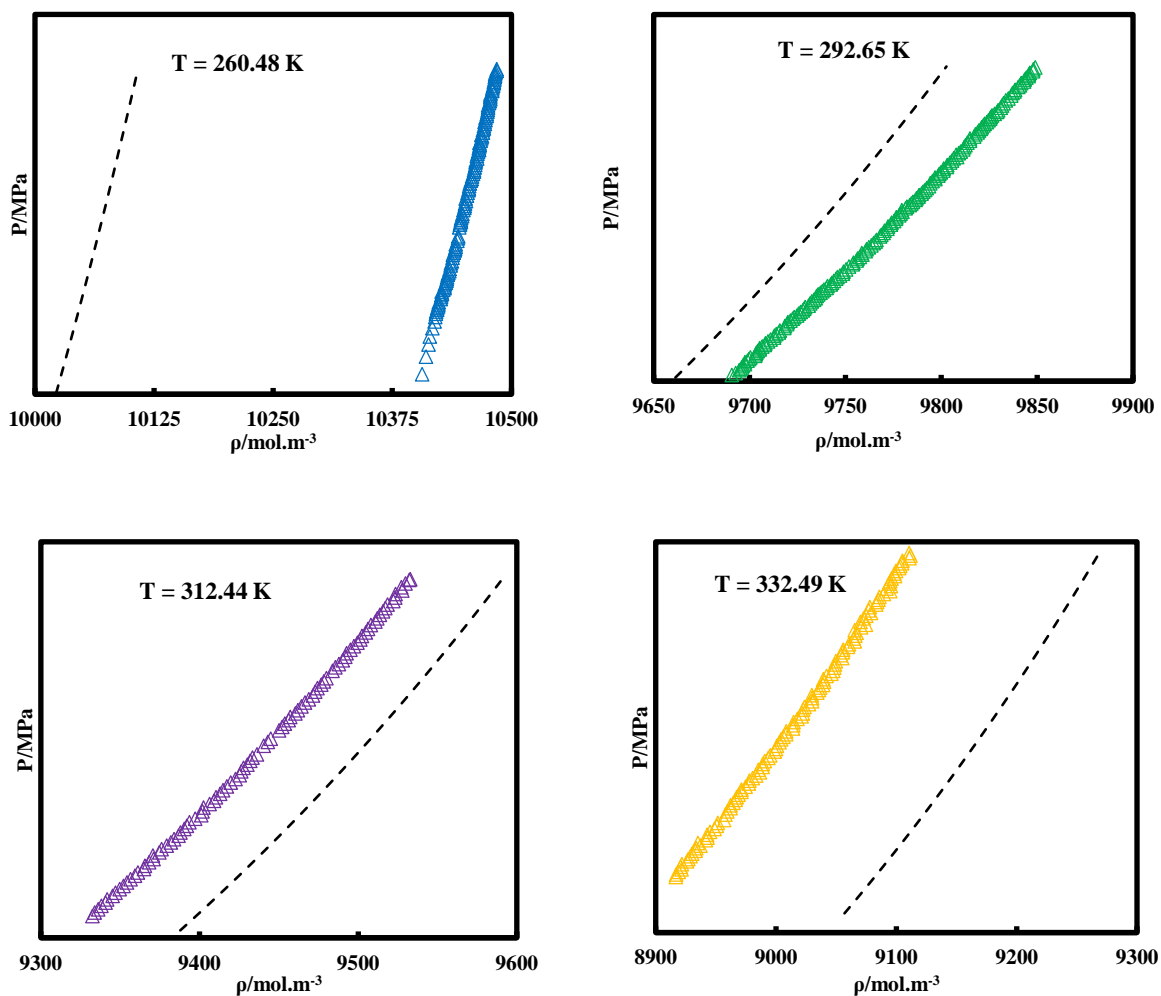 T = 260.48 K
P/MPa
10000 10125 10250 10375 10500
ρ/mol.m-3
T = 292.65 K
P/MPa
9650 9700 9750 9800 9850 9900
ρ/mol.m-3
T = 312.44 K
P/MPa
9300 9400 9500 9600
ρ/mol.m-3
T = 332.49 K
P/MPa
8900 9000 9100 9200 9300
ρ/mol.m-3